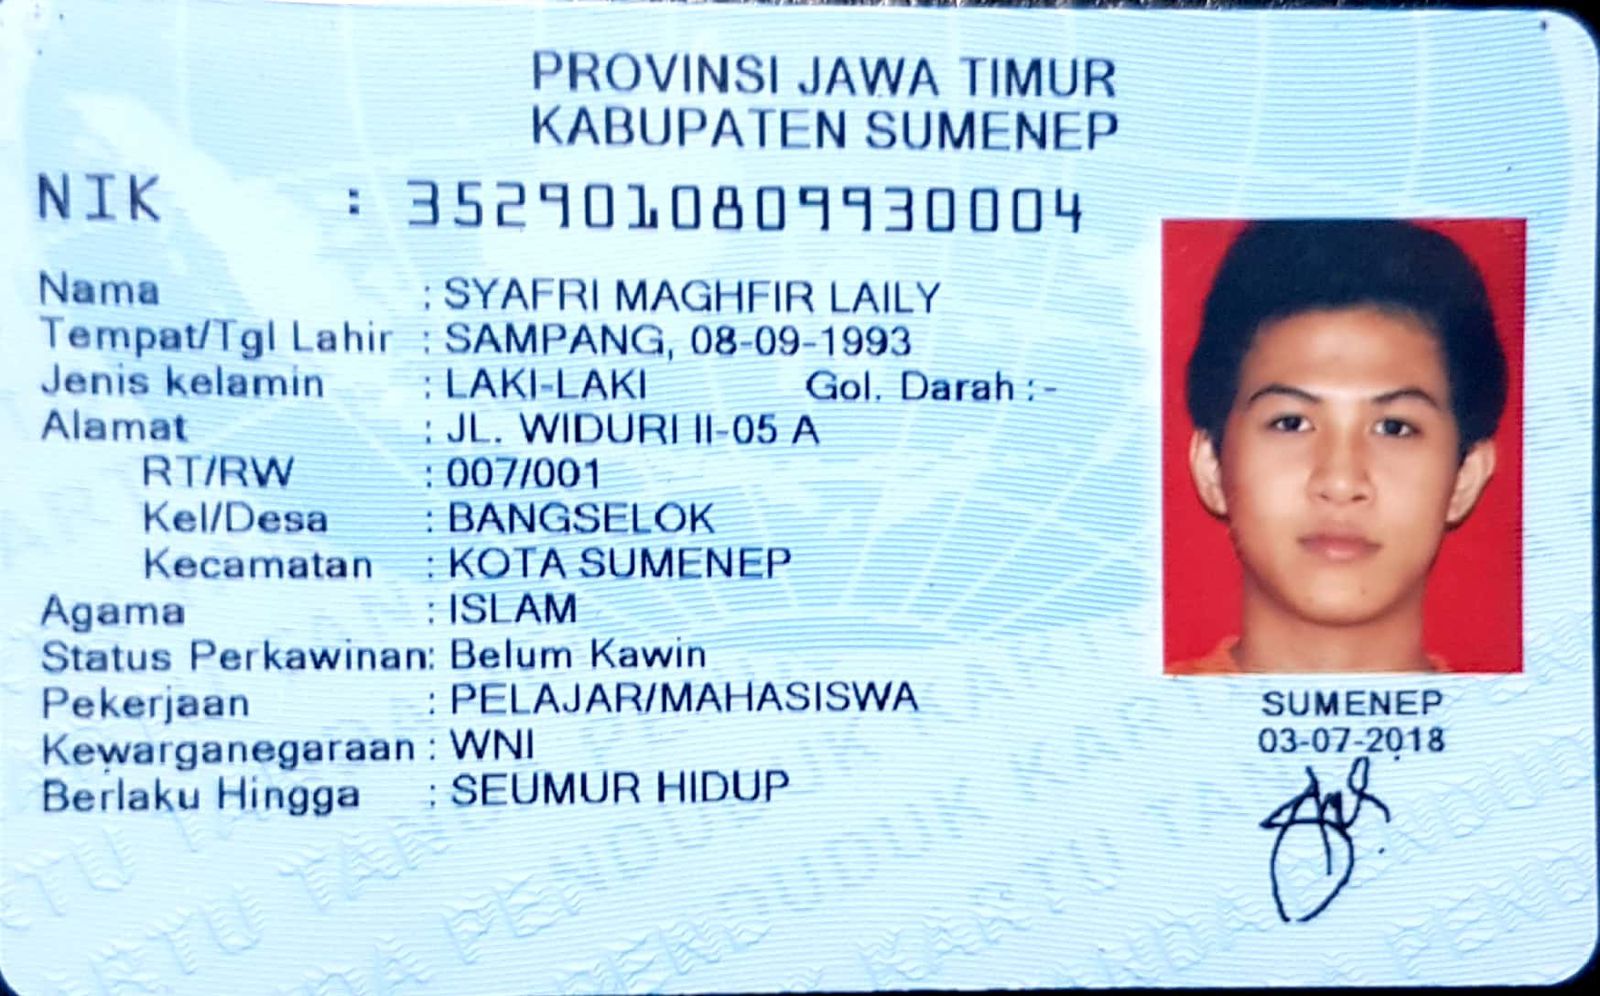 PROVINSI JAWA TIMUR
KABUPATEN SUMENEP
NIK : 3529010809930004
Nama : SYAFRI MAGHFIR LAILY
Tempat/Tgl Lahir : SAMPANG, 08-09-1993
Jenis kelamin : LAKI-LAKI Gol. Darah : -
Alamat : JL. WIDURI II-05 A
RT/RW : 007/001
Kel/Desa : BANGSELOK
Kecamatan : KOTA SUMENEP
Agama : ISLAM
Status Perkawinan: Belum Kawin
Pekerjaan : PELAJAR/MAHASISWA
Kewarganegaraan : WNI
Berlaku Hingga : SEUMUR HIDUP
SUMENEP
03-07-2018